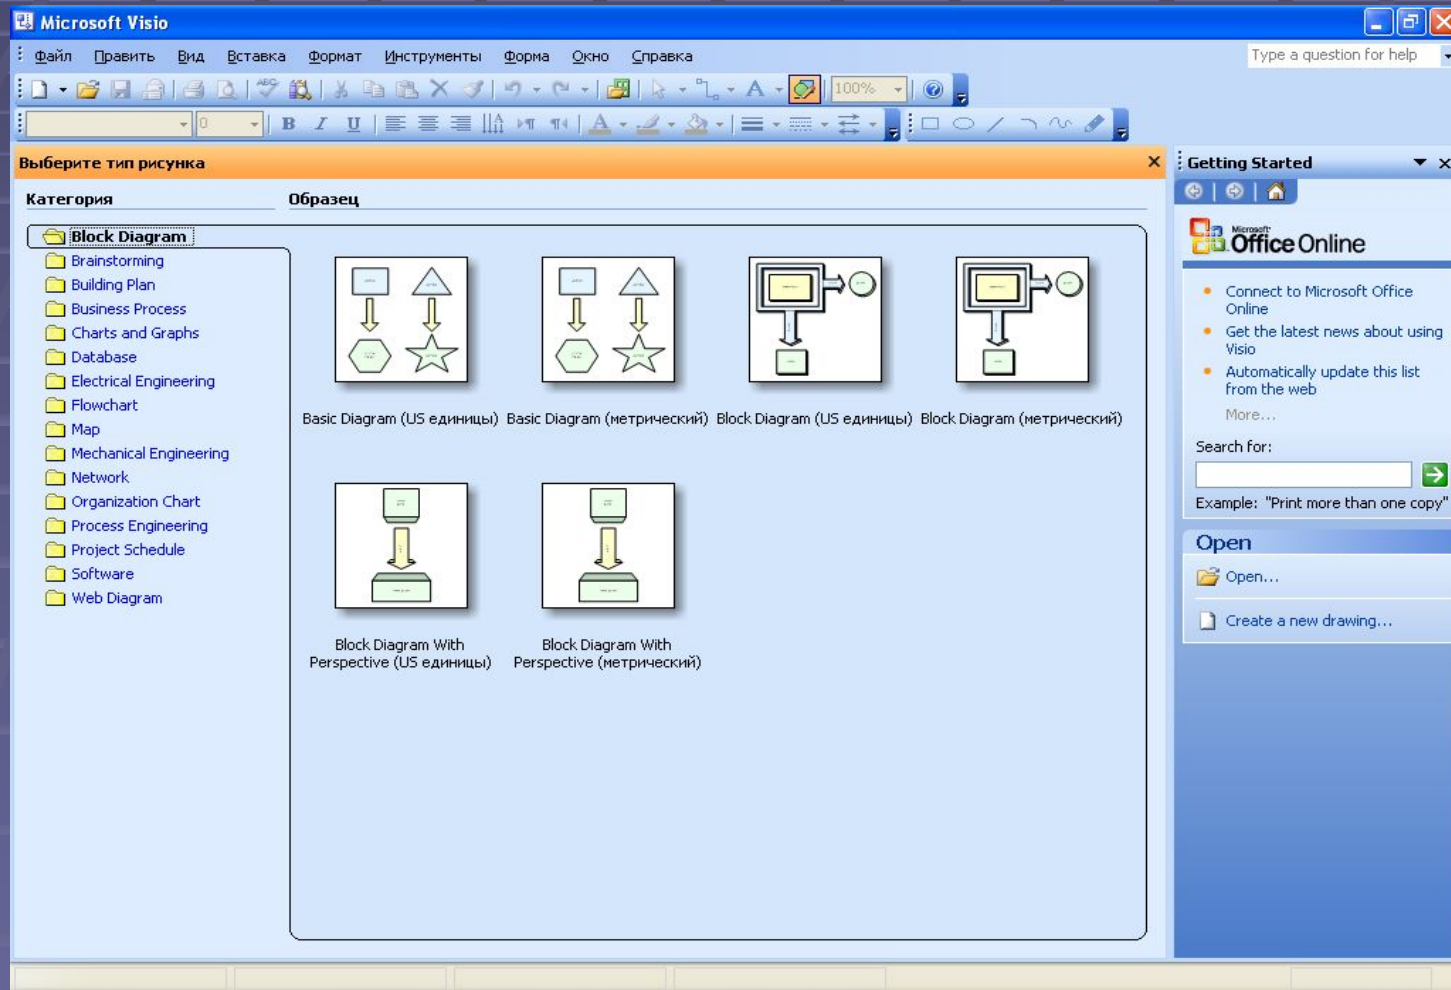 Microsoft Visio
Файл Править Вид Вставка Формат Инструменты Форма Окно Справка
Type a question for help
100%
0
B I U
Выберите тип рисунка
Категория
Образец
Block Diagram
Brainstorming
Building Plan
Business Process
Charts and Graphs
Database
Electrical Engineering
Flowchart
Map
Mechanical Engineering
Network
Organization Chart
Process Engineering
Project Schedule
Software
Web Diagram
Basic Diagram (US единицы) Basic Diagram (метрический) Block Diagram (US единицы) Block Diagram (метрический)
Block Diagram With
Perspective (US единицы)
Block Diagram With
Perspective (метрический)
Getting Started
Microsoft
Office Online
Connect to Microsoft Office
Online
Get the latest news about using
Visio
Automatically update this list
from the web
More...
Search for:
Example: "Print more than one copy"
Open
Open...
Create a new drawing...